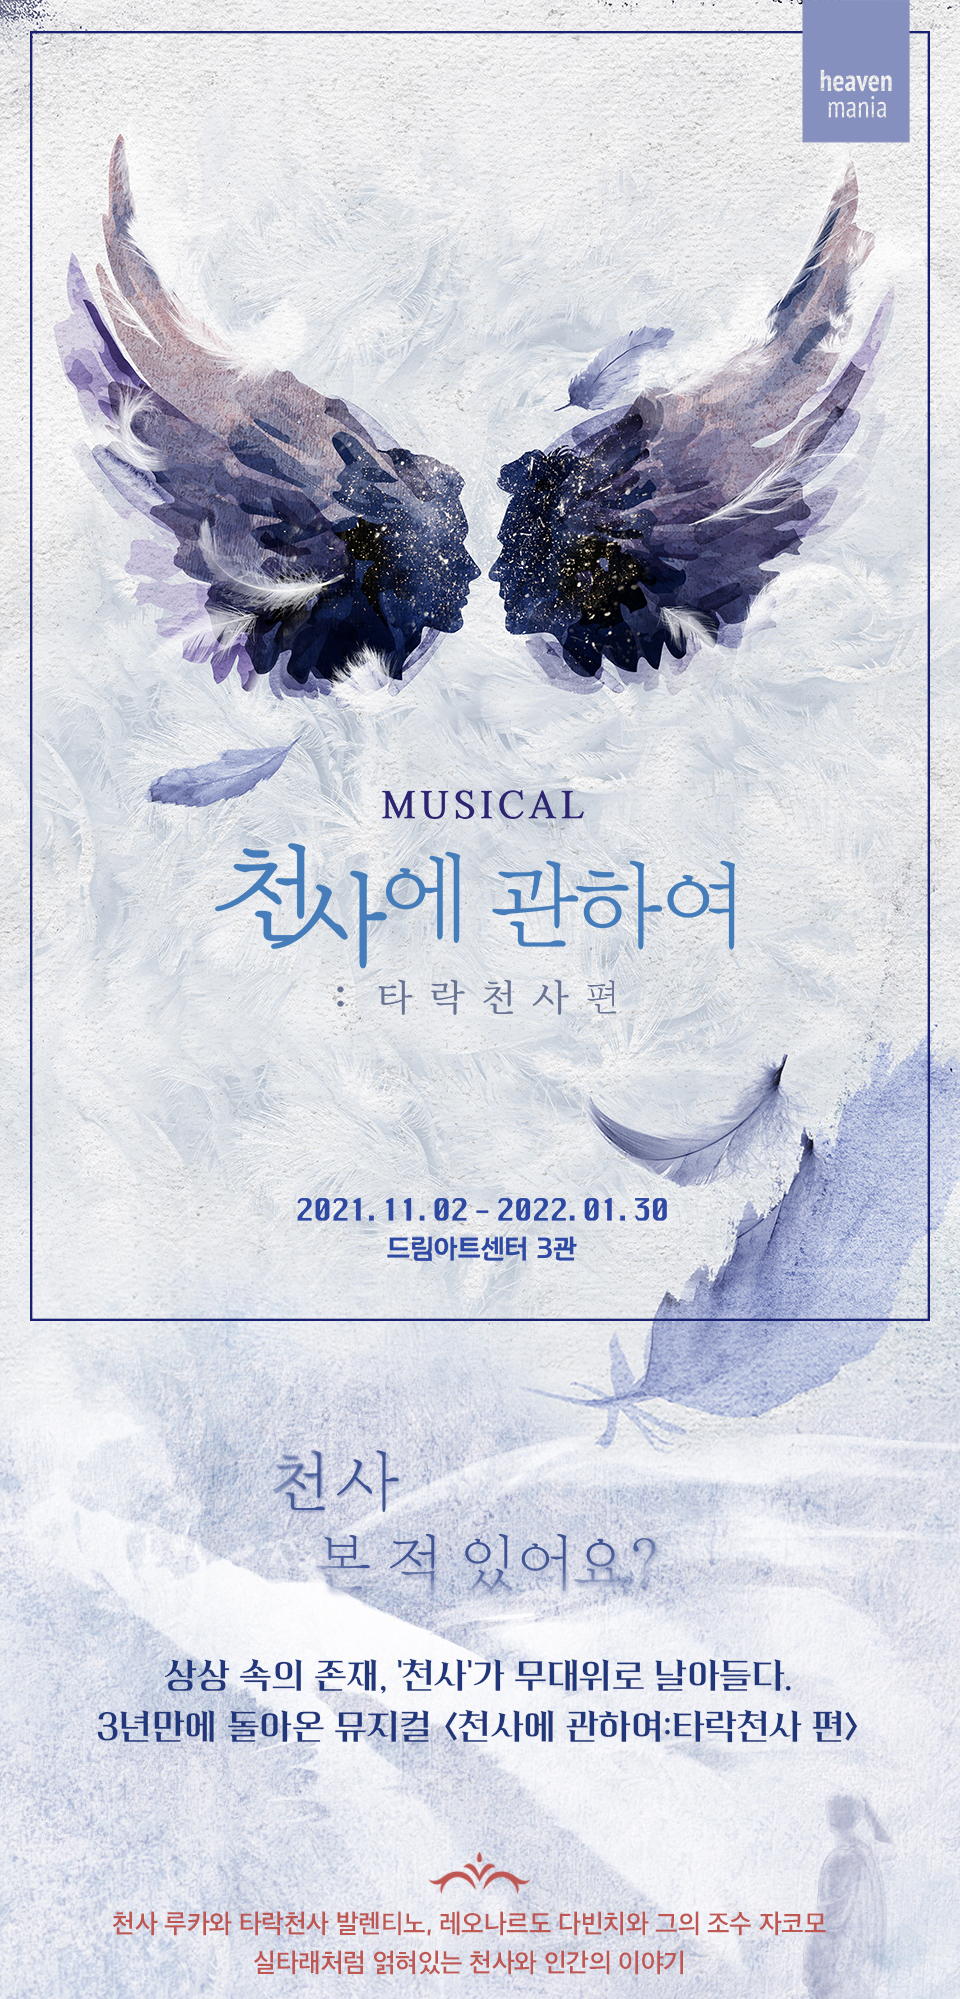 heaven
mania
MUSICAL
천사에 관하여
: 타락천사편
2021.11.02 - 2022.01.30
드림아트센터 3관
천사
본 적 있어요?
상상 속의 존재, '천사'가 무대위로 날아들다.
3년만에 돌아온 뮤지컬 <천사에 관하여:타락천사 편>
천사 루카와 타락천사 발렌티노, 레오나르도 다빈치와 그의 조수 자코모
실타래처럼 얽혀있는 천사와 인간의 이야기